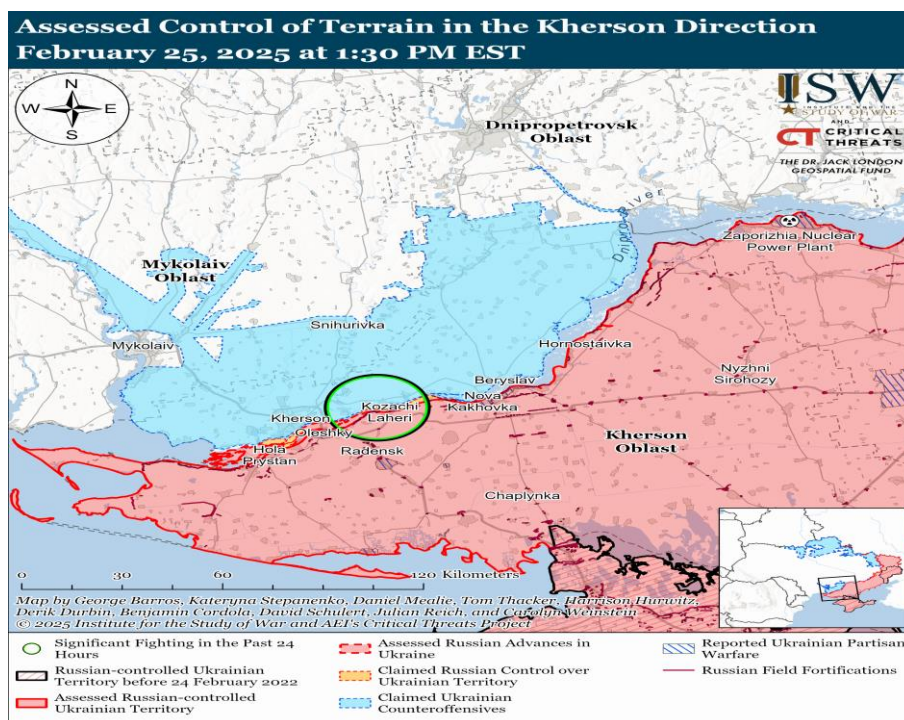 Assessed Control of Terrain in the Kherson Direction
February 25, 2025 at 1:30 PM EST
N
W
E
S
ISW
INSTITUTE FOR THE
STUDY OF WAR
AND
CT CRITICAL
THREATS
THE DR. JACK LONDON
GEOSPATIAL FUND
Dnipropetrovsk
Oblast
Dnipro River
Zaporizhia Nuclear
Power Plant
Mykolaiv
Oblast
Snihurivka
Mykolaiv
Hornostaivka
Nyzhni
Sirohozy
Beryslav
Nova
Kakhovka
Kozachi
Laheri
Kherson
Oleshky
Hola
Prystan
Radensk
Kherson
Oblast
Chaplynka
0 30 60 120 Kilometers
Map by George Barros, Kateryna Stepanenko, Daniel Mealie, Tom Thacker, Harrison Hurwitz,
Derik Durbin, Benjamin Cordola, David Schulert, Julian Reich, and Carolyn Weinstein
© 2025 Institute for the Study of War and AEI's Critical Threats Project
Significant Fighting in the Past 24
Hours
Russian-controlled Ukrainian
Territory before 24 February 2022
Assessed Russian-controlled
Ukrainian Territory
Assessed Russian Advances in
Ukraine
Claimed Russian Control over
Ukrainian Territory
Claimed Ukrainian
Counteroffensives
Reported Ukrainian Partisan
Warfare
Russian Field Fortifications